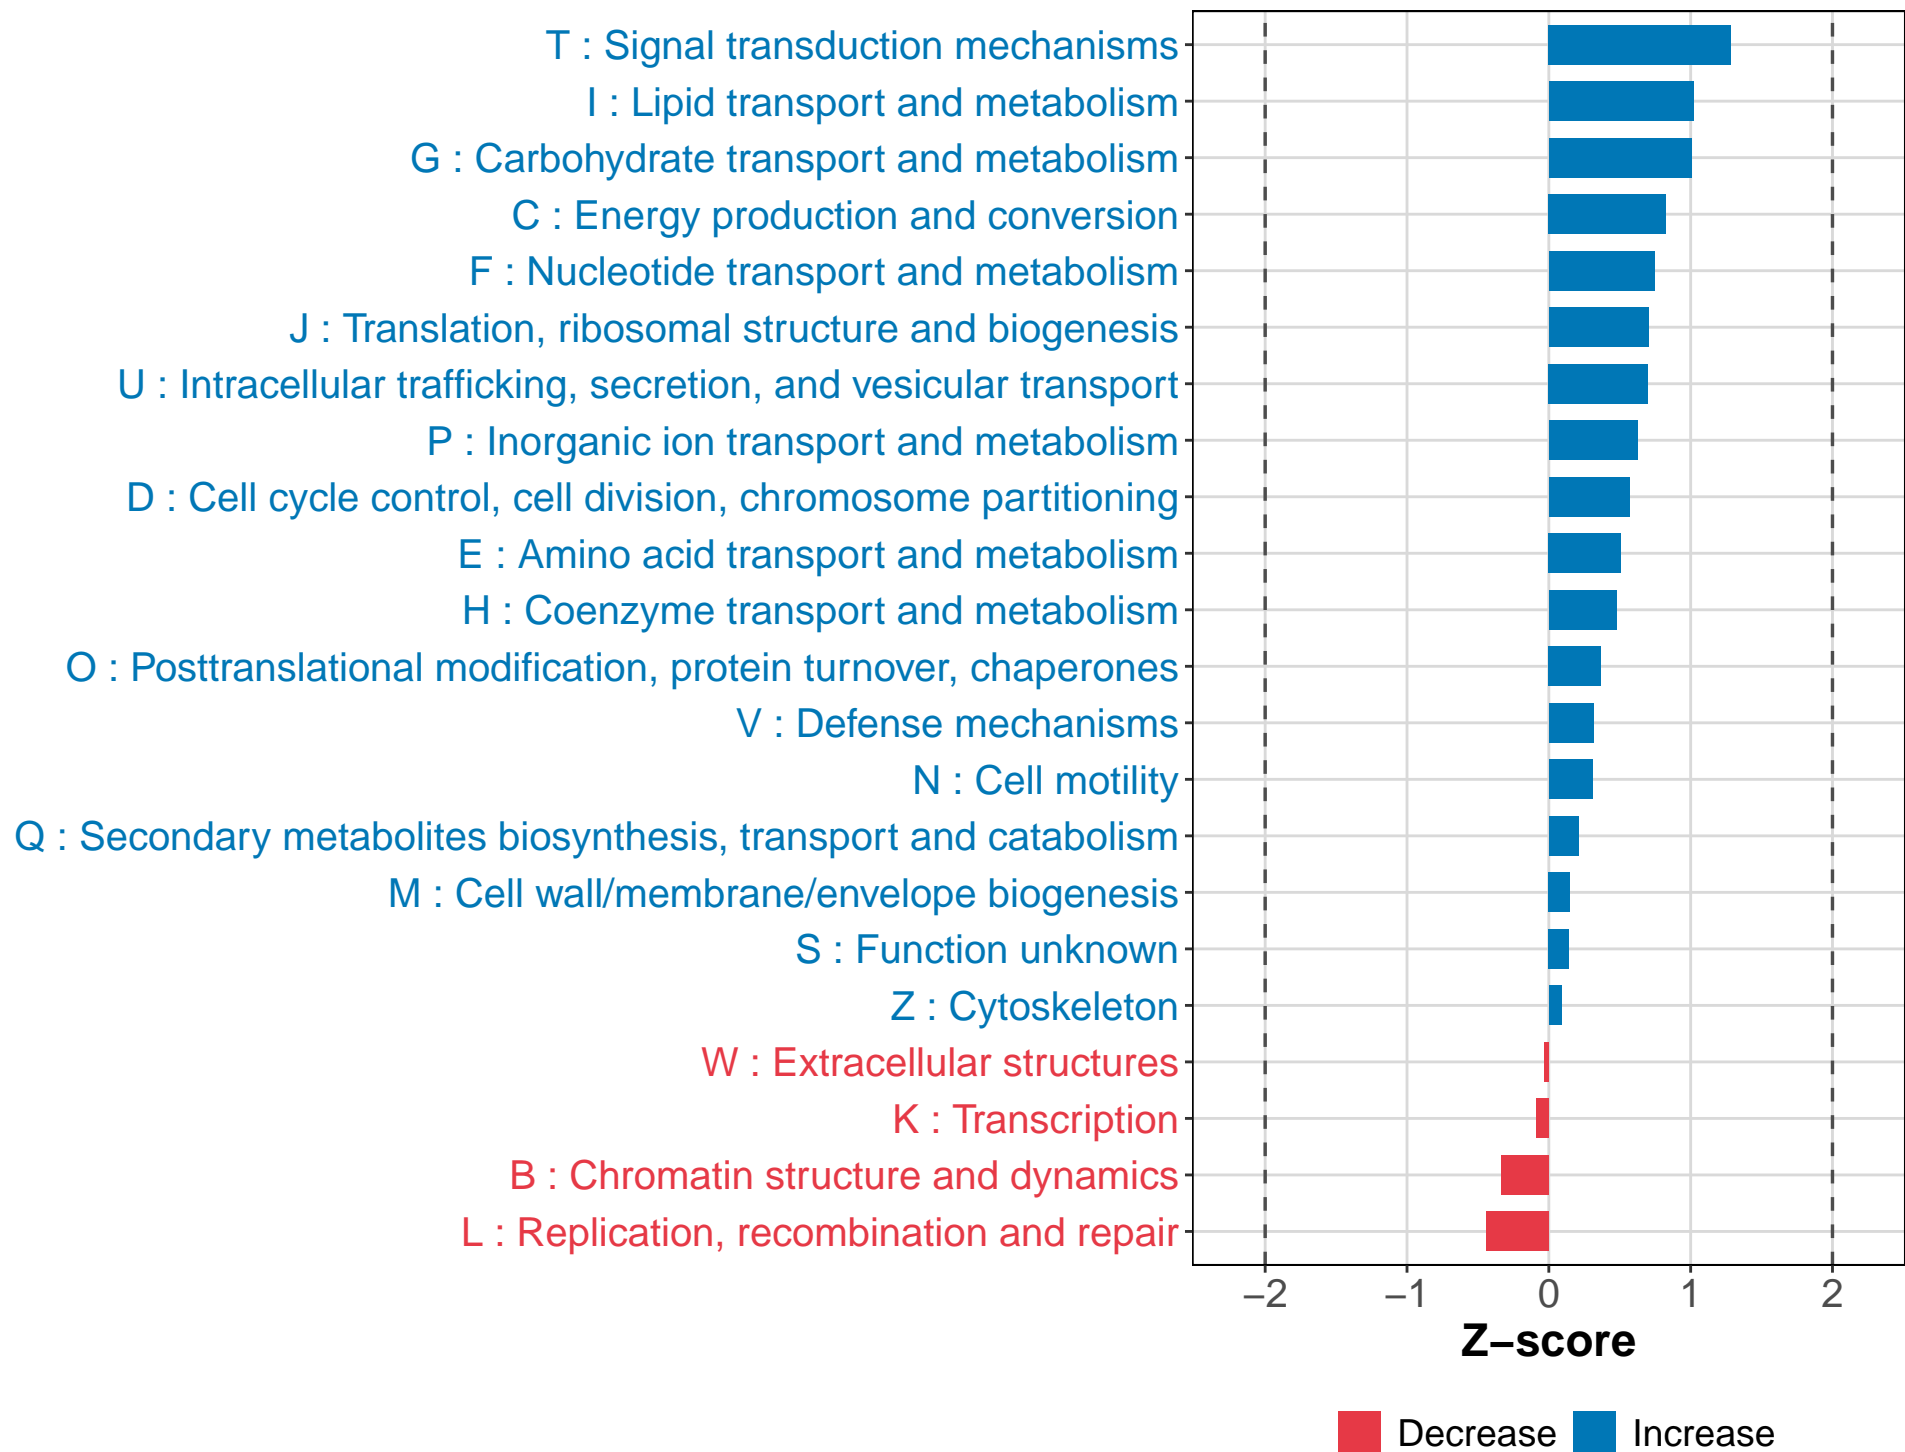 T : Signal transduction mechanisms
I : Lipid transport and metabolism
G : Carbohydrate transport and metabolism
C : Energy production and conversion
F : Nucleotide transport and metabolism
J : Translation, ribosomal structure and biogenesis
U : Intracellular trafficking, secretion, and vesicular transport
P : Inorganic ion transport and metabolism
D : Cell cycle control, cell division, chromosome partitioning
E : Amino acid transport and metabolism
H : Coenzyme transport and metabolism
O : Posttranslational modification, protein turnover, chaperones
V : Defense mechanisms
N : Cell motility
Q : Secondary metabolites biosynthesis, transport and catabolism
M : Cell wall/membrane/envelope biogenesis
S : Function unknown
Z : Cytoskeleton
W : Extracellular structures
K : Transcription
B : Chromatin structure and dynamics
L : Replication, recombination and repair
−2 −1 0 1 2
Z−score
Decrease Increase